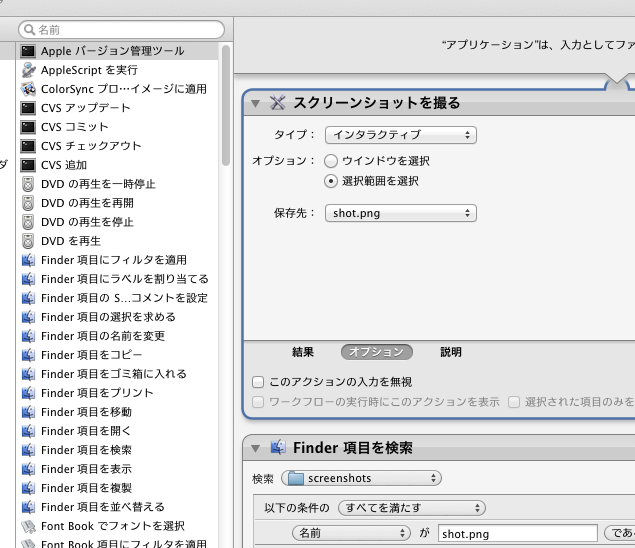 名前
Apple バージョン管理ツール
AppleScript を実行
ColorSync プロ…イメージに適用
CVS アップデート
CVS コミット
CVS チェックアウト
ダ
CVS 追加
DVD の再生を一時停止
DVD の再生を再開
DVD の再生を停止
DVD を再生
Finder 項目にフィルタを適用
Finder 項目にラベルを割り当てる
Finder 項目の S…コメントを設定
Finder 項目の選択を求める
Finder 項目の名前を変更
Finder 項目をコピー
Finder 項目をゴミ箱に入れる
Finder 項目をプリント
Finder 項目を移動
Finder 項目を開く
Finder 項目を検索
Finder 項目を表示
Finder 項目を複製
Finder 項目を並べ替える
Font Book でフォントを選択
Font Book 項目にフィルタを適用
“アプリケーション”は、入力としてファ
スクリーンショットを撮る
タイプ： インタラクティブ
オプション： ウインドウを選択
選択範囲を選択
保存先： shot.png
結果 オプション 説明
このアクションの入力を無視
ワークフローの実行時にこのアクションを表示 選択された項目のみを
Finder 項目を検索
検索 screenshots
以下の条件の すべてを満たす
名前 が shot.png であ